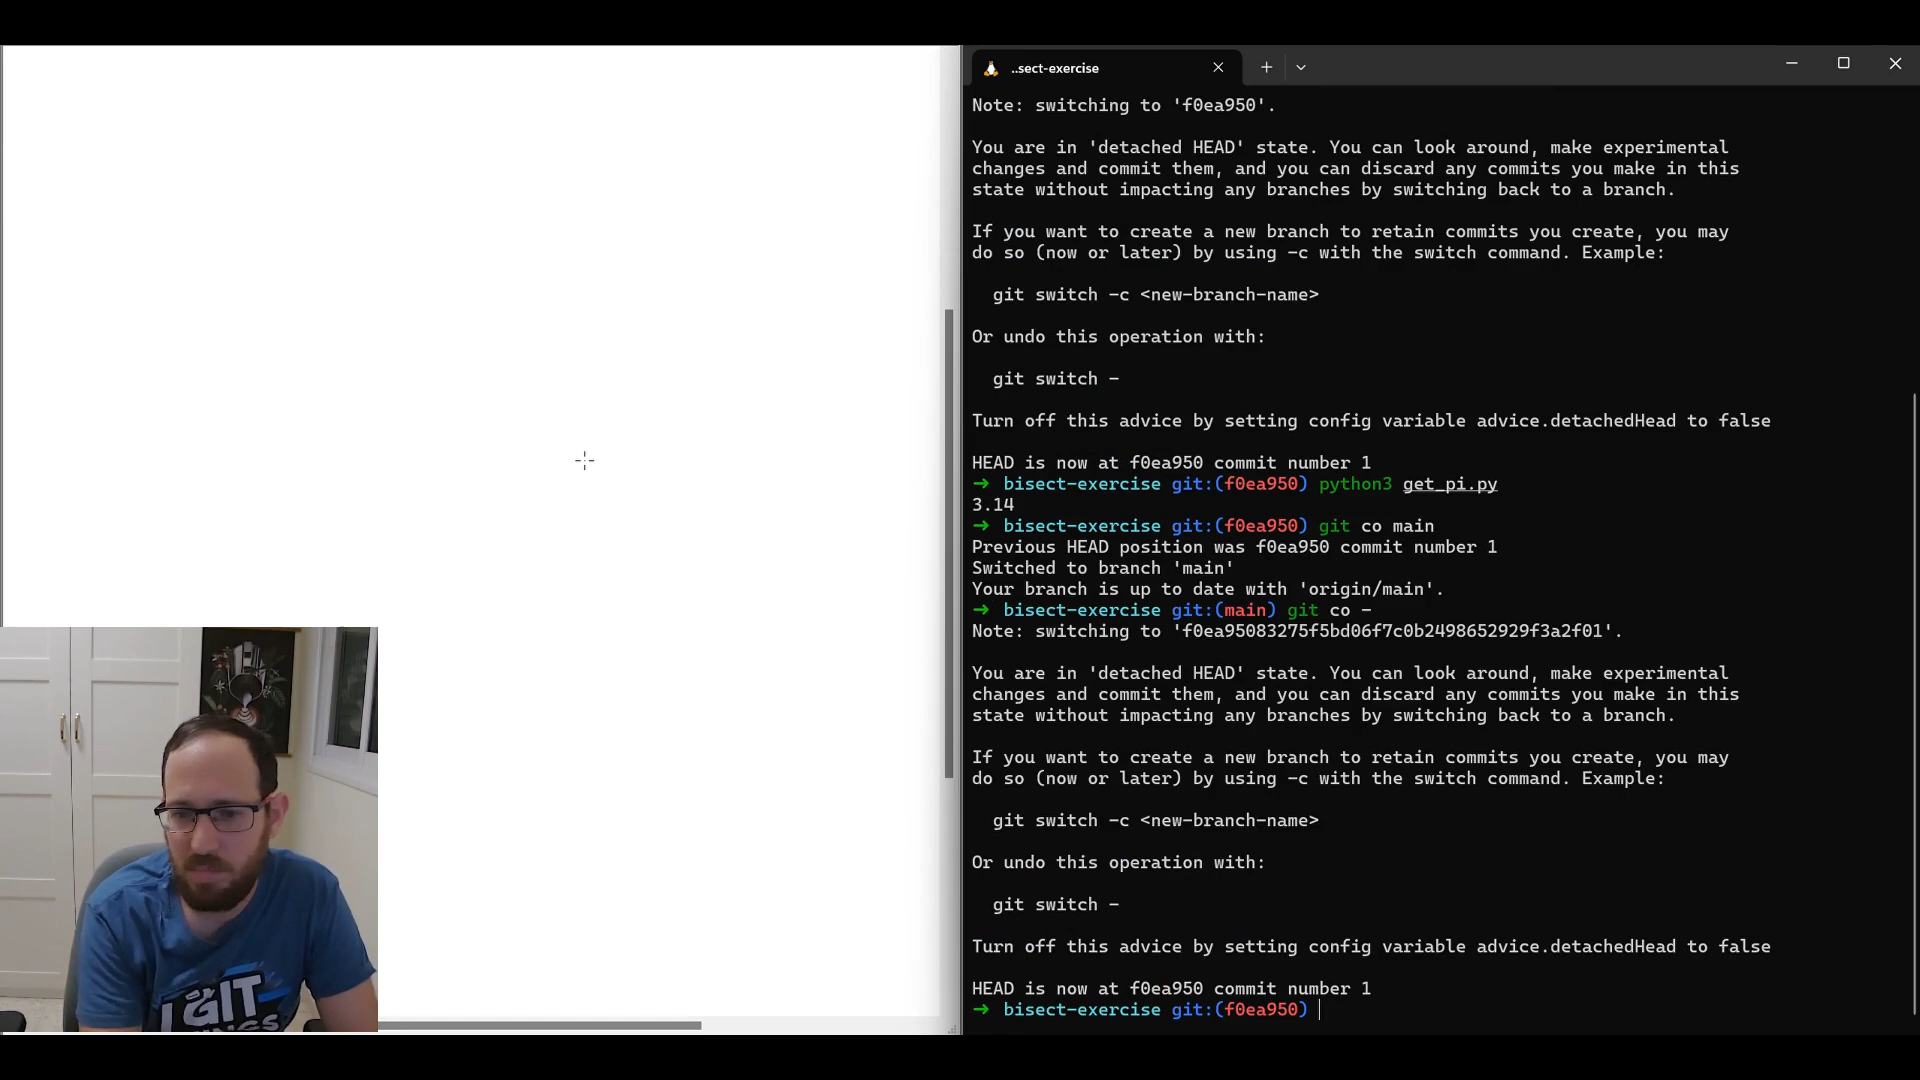 ..sect-exercise
Note: switching to 'f0ea950'.
You are in 'detached HEAD' state. You can look around, make experimental
changes and commit them, and you can discard any commits you make in this
state without impacting any branches by switching back to a branch.
If you want to create a new branch to retain commits you create, you may
do so (now or later) by using -c with the switch command. Example:
git switch -c <new-branch-name>
Or undo this operation with:
git switch -
Turn off this advice by setting config variable advice.detachedHead to false
HEAD is now at f0ea950 commit number 1
→ bisect-exercise git:(f0ea950) python3 get_pi.py
3.14
→ bisect-exercise git:(f0ea950) git co main
Previous HEAD position was f0ea950 commit number 1
Switched to branch 'main'
Your branch is up to date with 'origin/main'.
→ bisect-exercise git:(main) git co -
Note: switching to 'f0ea95083275f5bd06f7c0b2498652929f3a2f01'.
You are in 'detached HEAD' state. You can look around, make experimental
changes and commit them, and you can discard any commits you make in this
state without impacting any branches by switching back to a branch.
If you want to create a new branch to retain commits you create, you may
do so (now or later) by using -c with the switch command. Example:
git switch -c <new-branch-name>
Or undo this operation with:
git switch -
Turn off this advice by setting config variable advice.detachedHead to false
HEAD is now at f0ea950 commit number 1
→ bisect-exercise git:(f0ea950)
I GIT